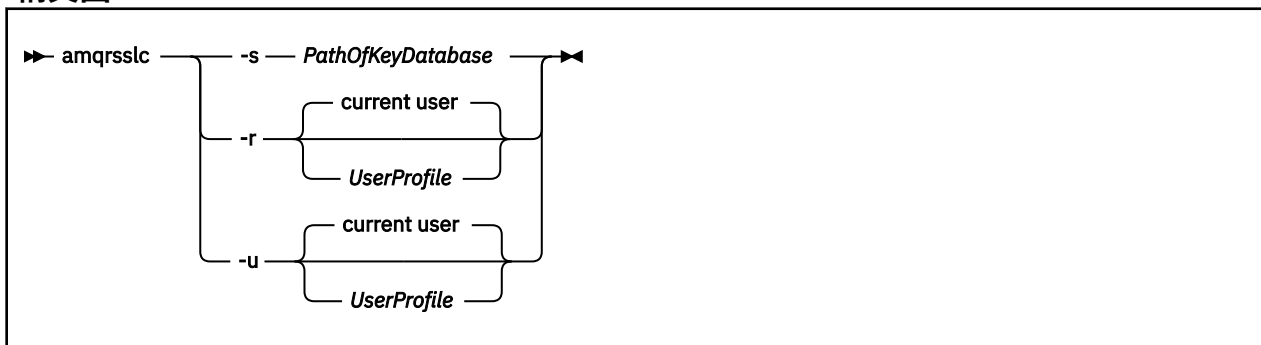 amqrsslc -s PathOfKeyDatabase
current user
-r
UserProfile
current user
-u
UserProfile